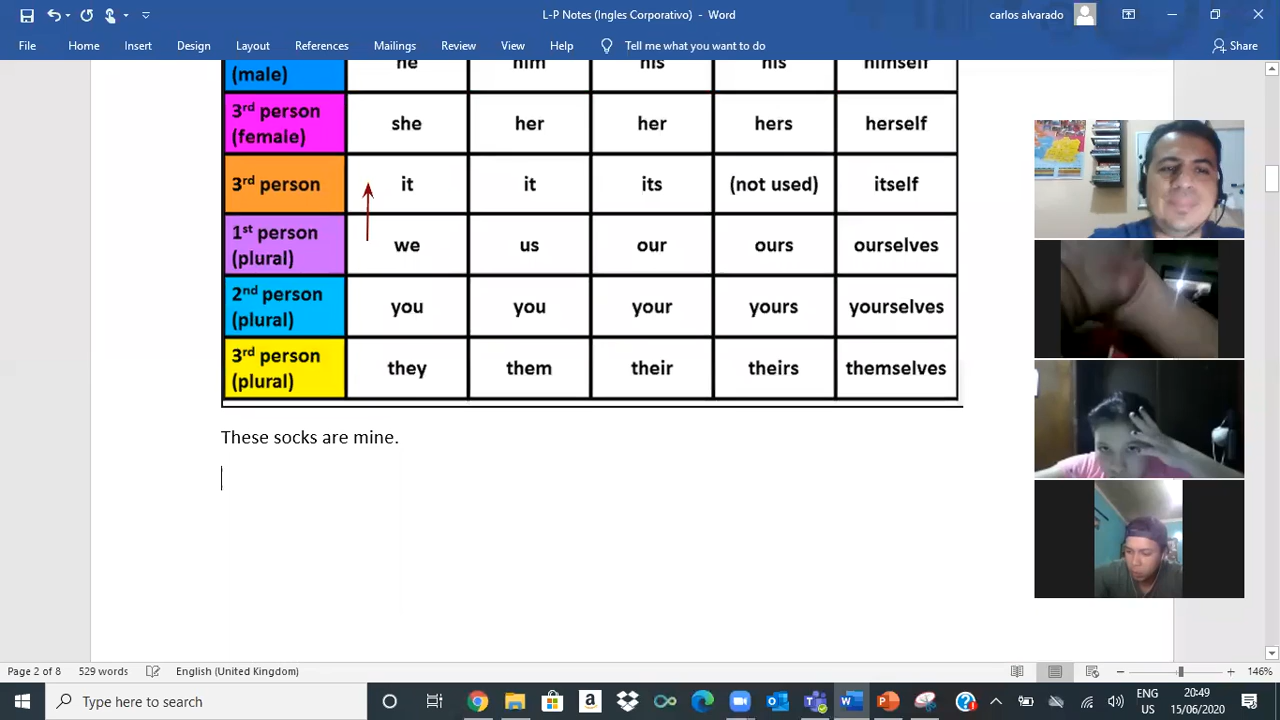 L-P Notes (Ingles Corporativo) - Word
carlos alvarado
File Home Insert Design Layout References Mailings Review View Help Tell me what you want to do Share
(male) he him his his himself
3rd person (female) she her her hers herself
3rd person it it its (not used) itself
1st person (plural) we us our ours ourselves
2nd person (plural) you you your yours yourselves
3rd person (plural) they them their theirs themselves
These socks are mine.
Page 2 of 8 529 words English (United Kingdom) 146%
Type here to search
ENG 20:49
US 15/06/2020